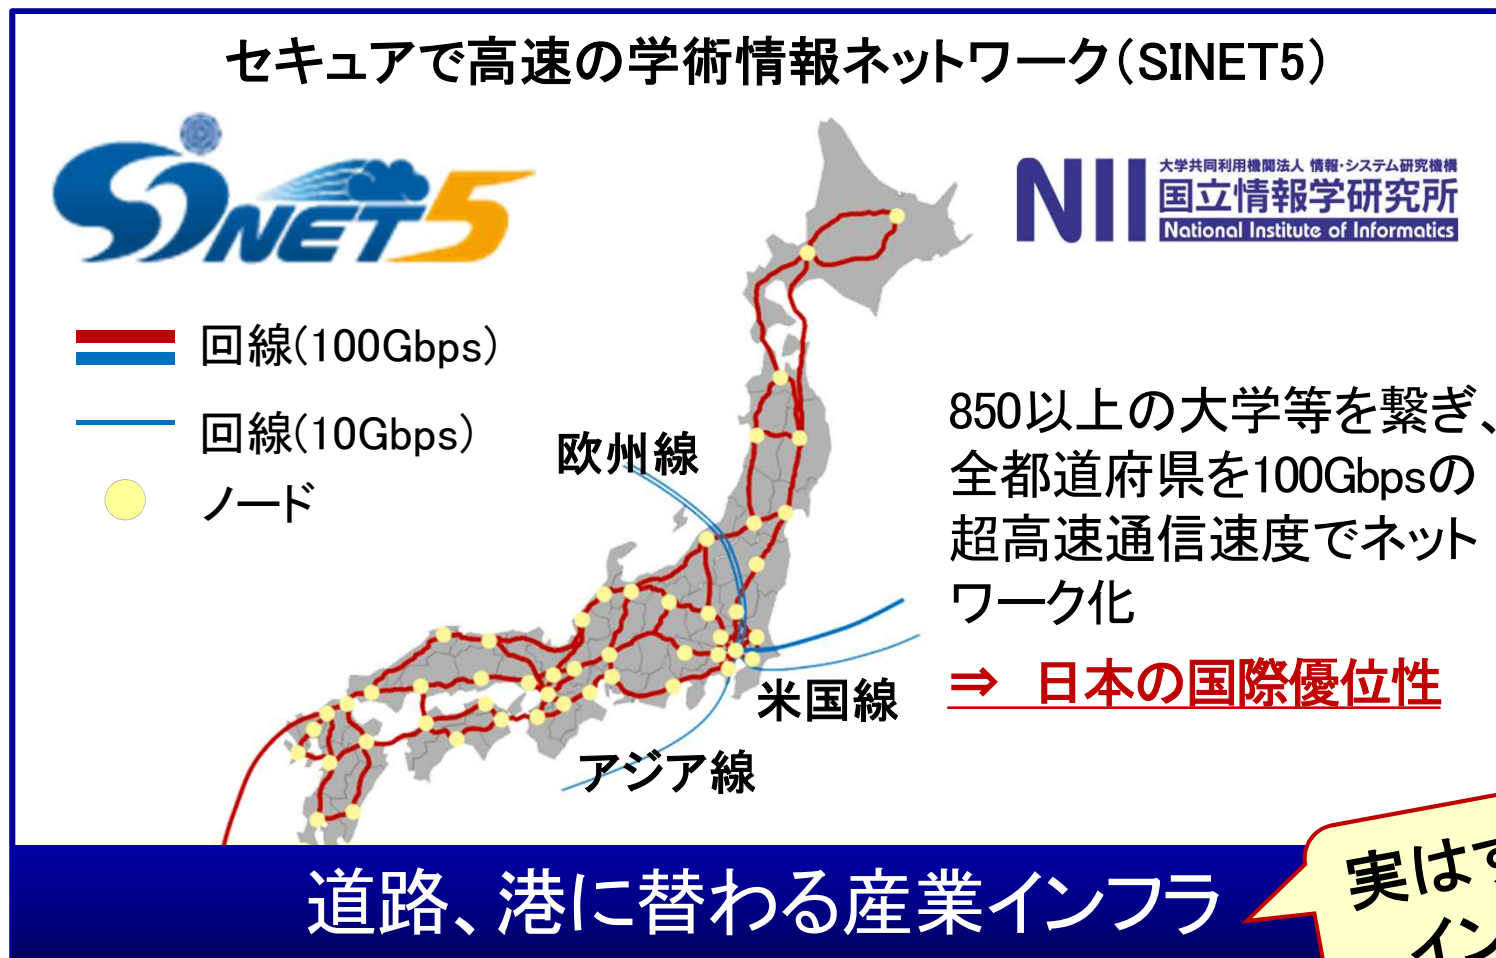 セキュアで高速の学術情報ネットワーク（SINET5）
SINET5
NII
大学共同利用機関法人 情報・システム研究機構
国立情報学研究所
National Institute of Informatics
回線(100Gbps)
回線(10Gbps)
ノード
欧州線
850以上の大学等を繋ぎ、
全都道府県を100Gbpsの
超高速通信速度でネット
ワーク化
⇒ 日本の国際優位性
米国線
アジア線
道路、港に替わる産業インフラ
実はす
イン